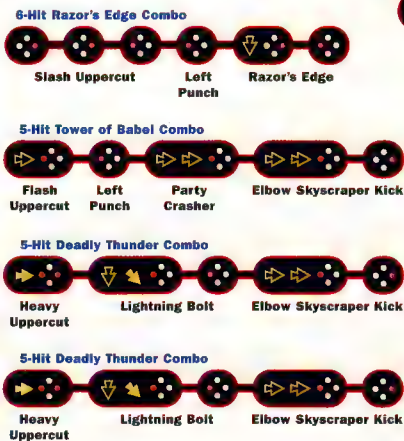 6-Hit Razor's Edge Combo
Slash Uppercut Left Punch Razor's Edge
5-Hit Tower of Babel Combo
Flash Uppercut Left Punch Party Crasher Elbow Skyscraper Kick
5-Hit Deadly Thunder Combo
Heavy Uppercut Lightning Bolt Elbow Skyscraper Kick
5-Hit Deadly Thunder Combo
Heavy Uppercut Lightning Bolt Elbow Skyscraper Kick